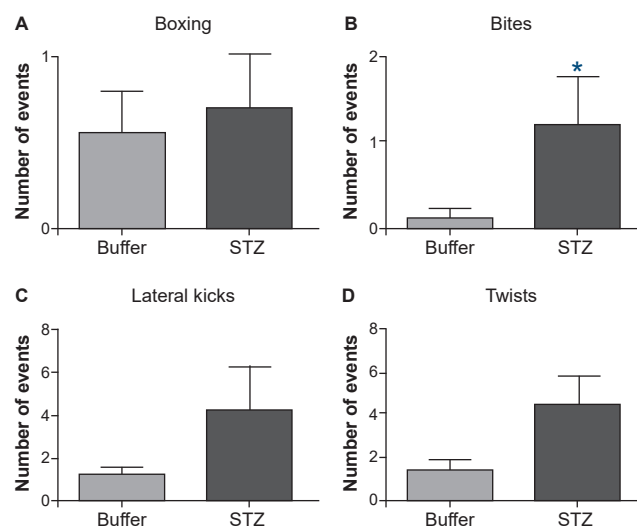 A Boxing
Number of events
1
0
Buffer STZ
B Bites
Number of events
2
1
0
*
Buffer STZ
C Lateral kicks
Number of events
8
6
4
2
0
Buffer STZ
D Twists
Number of events
8
6
4
2
0
Buffer STZ